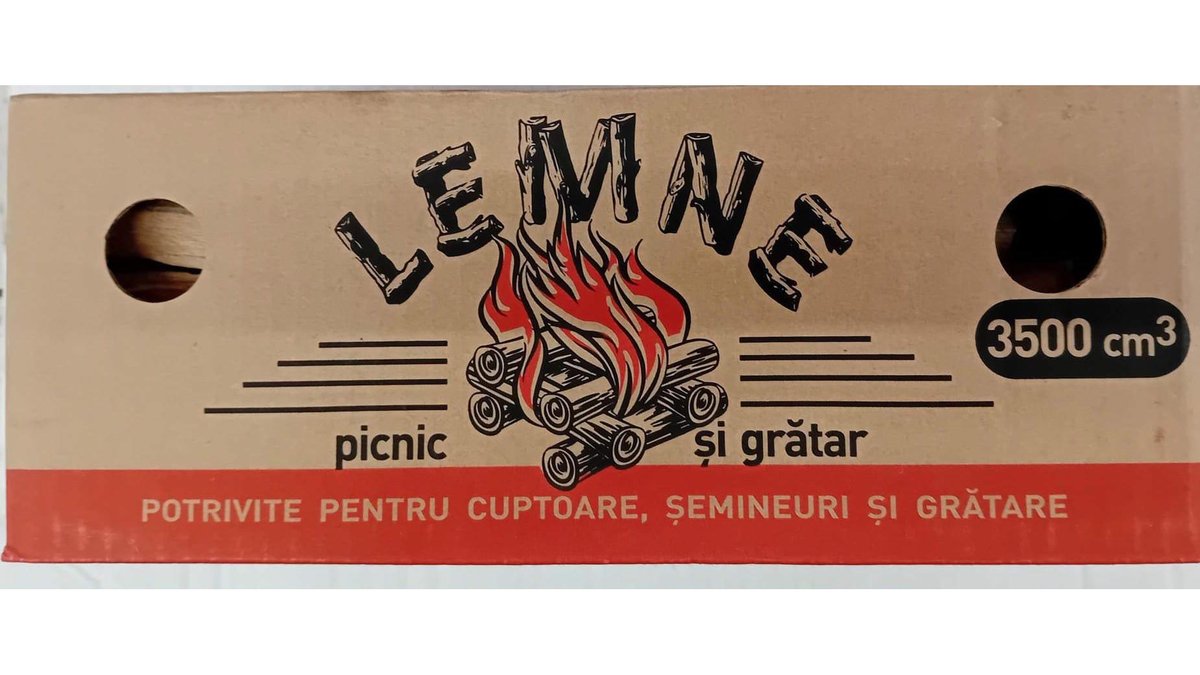 LEMNE
3500 cm³
picnic și grătar
POTRIVITE PENTRU CUPTOARE, ȘEMINEURI ȘI GRĂTARE